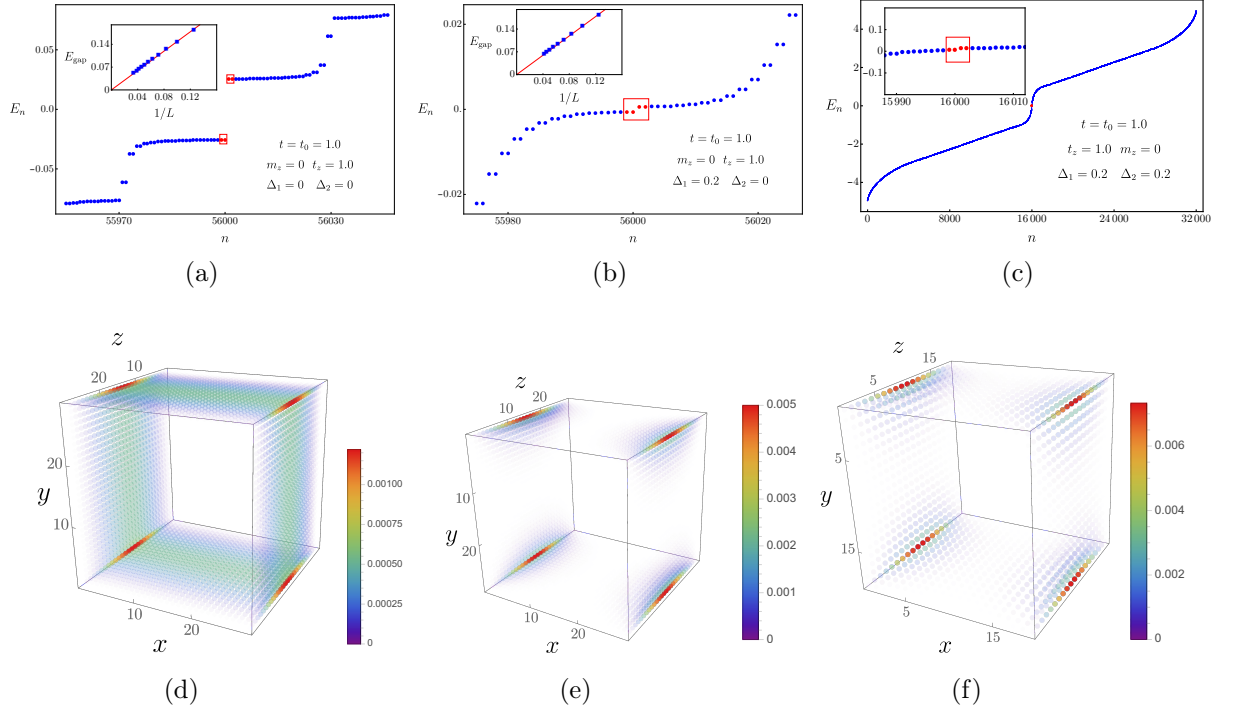 0.05
0.0
−0.05
E_n
E_gap
0.14
0.07
0
0.04 0.08 0.12
1/L
t = t_0 = 1.0
m_z = 0 t_z = 1.0
Δ_1 = 0 Δ_2 = 0
55970 56000 56030
n
(a)
0.02
0.0
−0.02
E_n
E_gap
0.14
0.07
0
0.04 0.08 0.12
1/L
t = t_0 = 1.0
m_z = 0 t_z = 1.0
Δ_1 = 0.2 Δ_2 = 0
55980 56000 56020
n
(b)
4
2
0
−2
−4
E_n
0.1
0
−0.1
15990 16000 16010
t = t_0 = 1.0
t_z = 1.0 m_z = 0
Δ_1 = 0.2 Δ_2 = 0.2
0 8000 16000 24000 32000
n
(c)
z
10
20
20
y
10
10
20
x
0.00100
0.00075
0.00050
0.00025
0
(d)
z
20
10
10
y
20
10
20
x
0.005
0.004
0.003
0.002
0.001
0
(e)
z
15
5
5
y
15
5
15
x
0.006
0.004
0.002
0
(f)